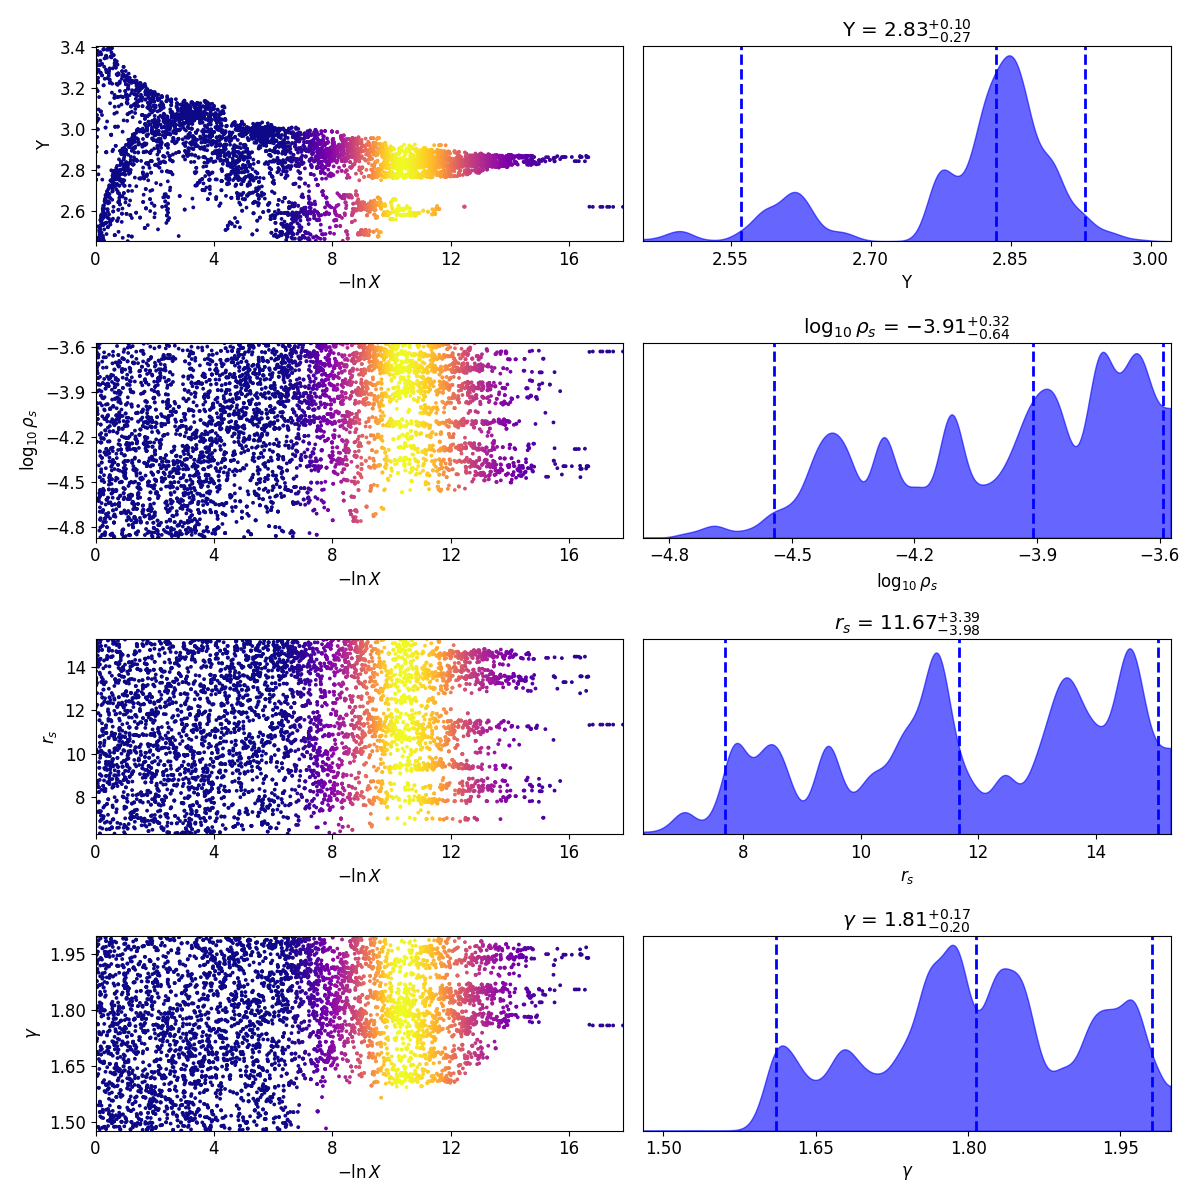 Y = 2.83+0.10−0.27
3.4
3.2
3.0
2.8
2.6
Y
0 4 8 12 16
−ln X
2.55 2.70 2.85 3.00
Y
log10 ρs = −3.91+0.32−0.64
−3.6
−3.9
−4.2
−4.5
−4.8
log10 ρs
0 4 8 12 16
−ln X
−4.8 −4.5 −4.2 −3.9 −3.6
log10 ρs
rs = 11.67+3.39−3.98
14
12
10
8
rs
0 4 8 12 16
−ln X
8 10 12 14
rs
γ = 1.81+0.17−0.20
1.95
1.80
1.65
1.50
γ
0 4 8 12 16
−ln X
1.50 1.65 1.80 1.95
γ